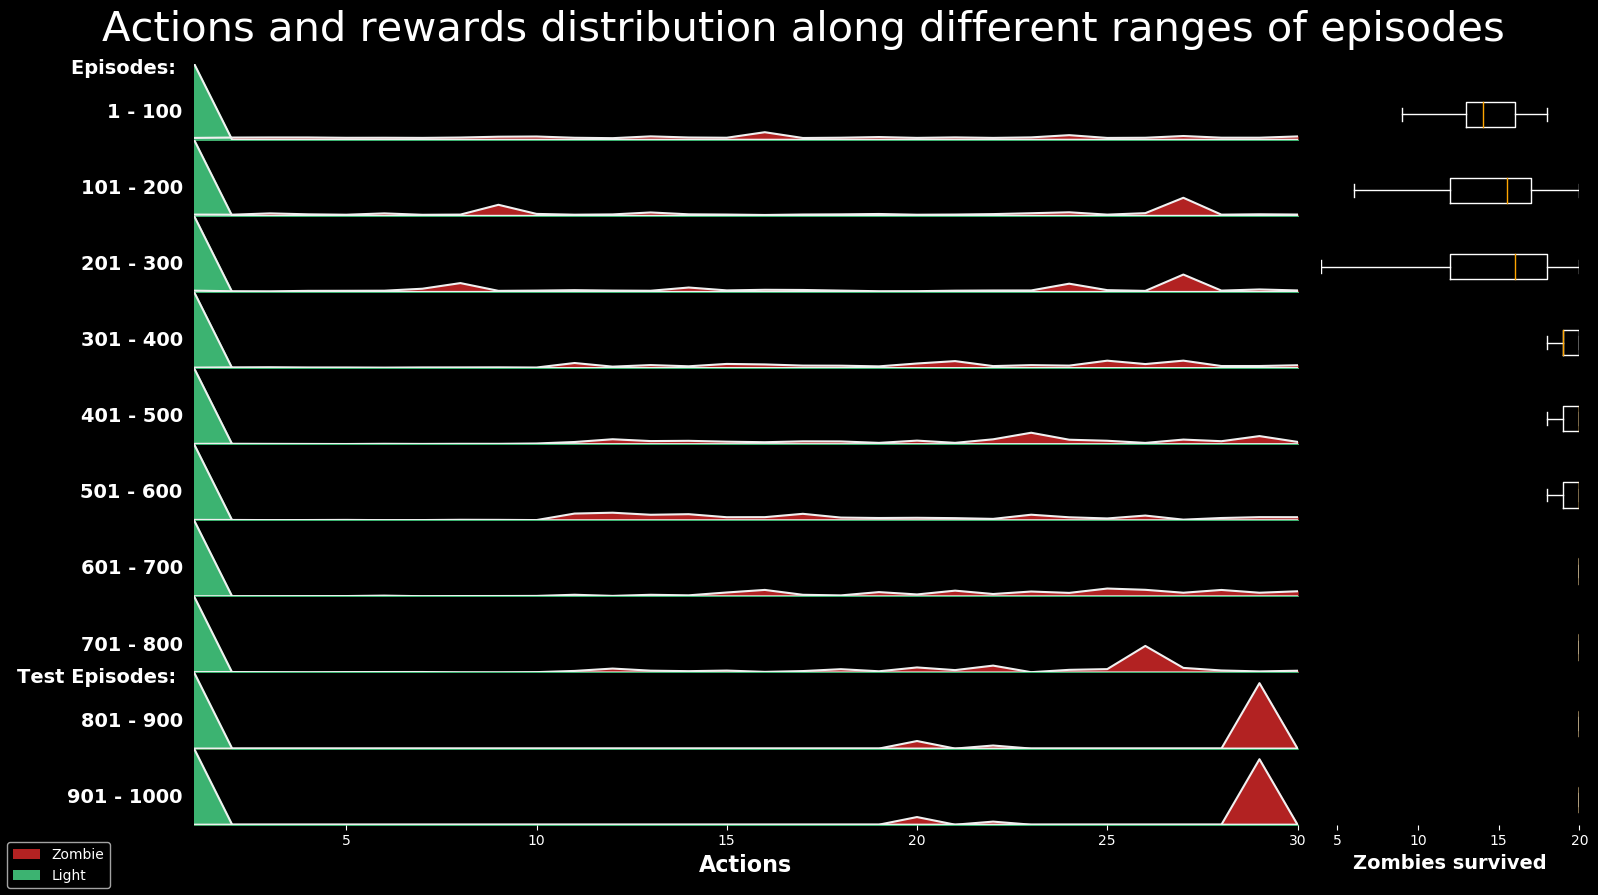 Actions and rewards distribution along different ranges of episodes
Episodes:
1 - 100
101 - 200
201 - 300
301 - 400
401 - 500
501 - 600
601 - 700
701 - 800
Test Episodes:
801 - 900
901 - 1000
5 10 15 20 25 30 5 10 15 20
Actions Zombies survived
Zombie
Light